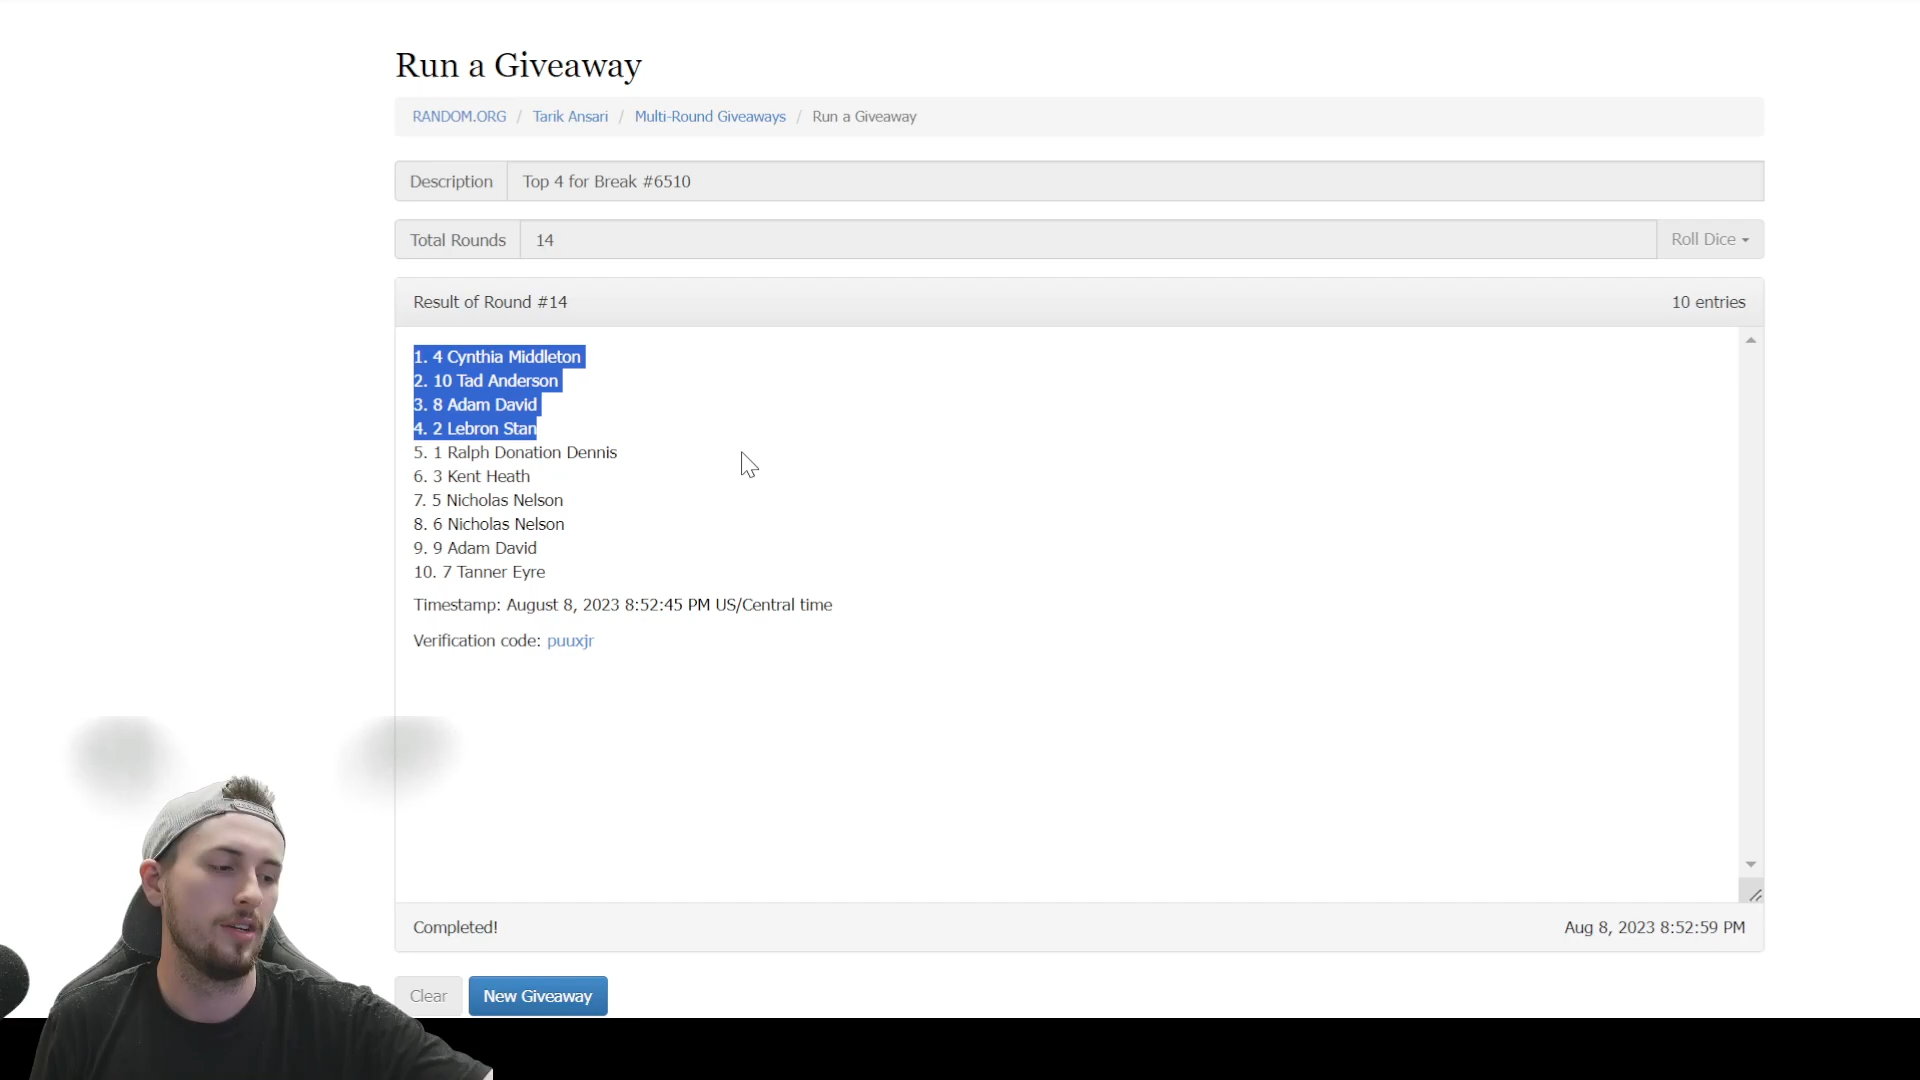 Run a Giveaway
RANDOM.ORG / Tarik Ansari / Multi-Round Giveaways / Run a Giveaway
Description Top 4 for Break #6510
Total Rounds 14 Roll Dice
Result of Round #14 10 entries
1. 4 Cynthia Middleton
2. 10 Tad Anderson
3. 8 Adam David
4. 2 Lebron Stan
5. 1 Ralph Donation Dennis
6. 3 Kent Heath
7. 5 Nicholas Nelson
8. 6 Nicholas Nelson
9. 9 Adam David
10. 7 Tanner Eyre
Timestamp: August 8, 2023 8:52:45 PM US/Central time
Verification code: puuxjr
Completed! Aug 8, 2023 8:52:59 PM
Clear New Giveaway